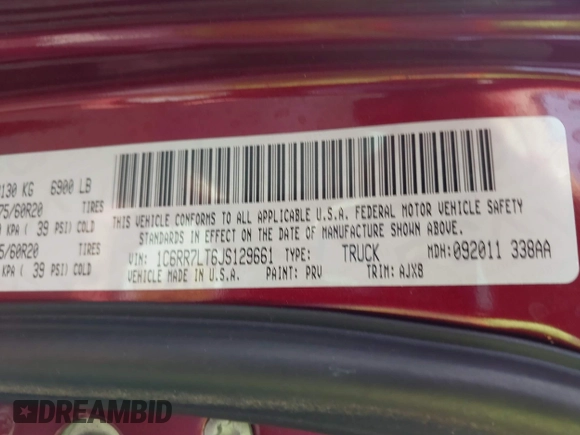 130 KG 6900 LB
75/60R20 TIRES
KPA ( 39 PSI) COLD
5/60R20 TIRES
KPA ( 39 PSI) COLD
THIS VEHICLE CONFORMS TO ALL APPLICABLE U.S.A. FEDERAL MOTOR VEHICLE SAFETY
STANDARDS IN EFFECT ON THE DATE OF MANUFACTURE SHOWN ABOVE.
VIN: 1C6RR7LT6JS129661 TYPE: TRUCK MDH:092011 338AA
VEHICLE MADE IN U.S.A. PAINT: PRV TRIM: AJX8
DREAMBID